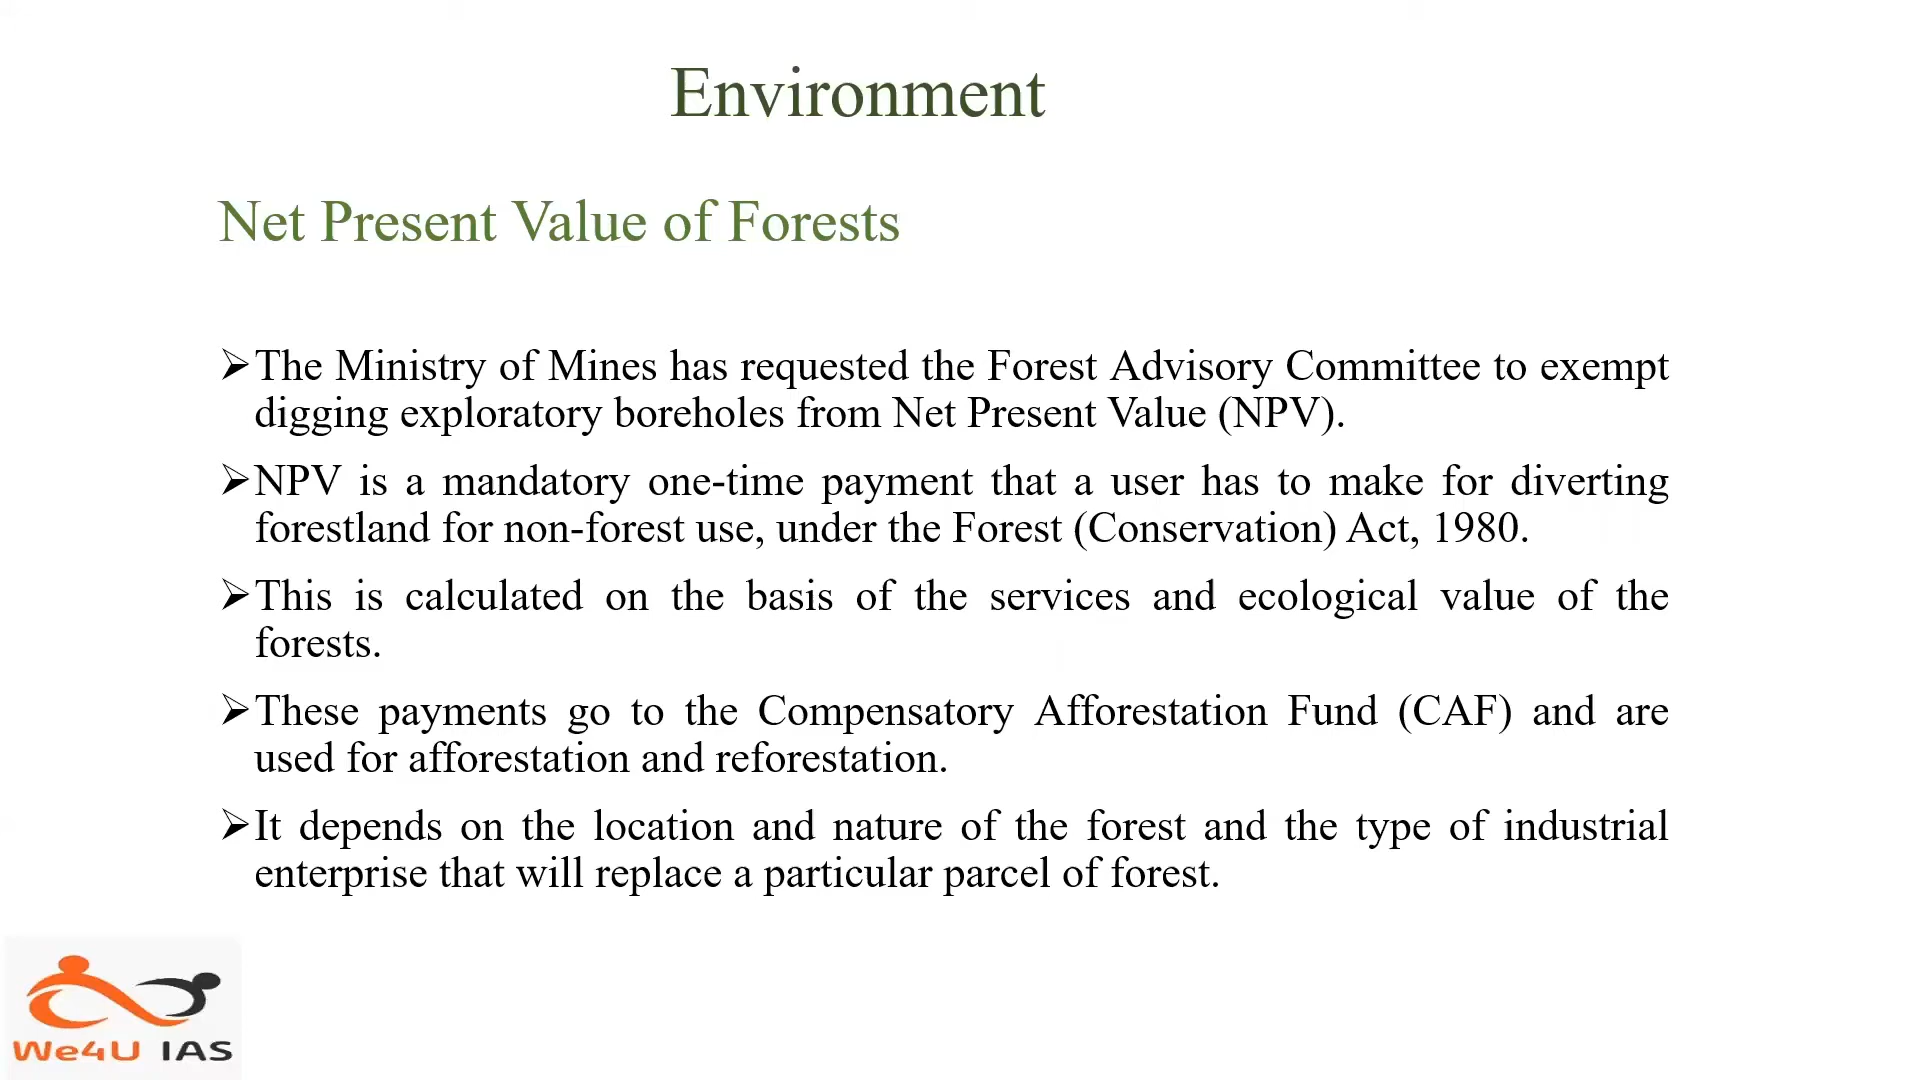 Environment
Net Present Value of Forests
➢The Ministry of Mines has requested the Forest Advisory Committee to exempt
digging exploratory boreholes from Net Present Value (NPV).
➢NPV is a mandatory one-time payment that a user has to make for diverting
forestland for non-forest use, under the Forest (Conservation) Act, 1980.
➢This is calculated on the basis of the services and ecological value of the
forests.
➢These payments go to the Compensatory Afforestation Fund (CAF) and are
used for afforestation and reforestation.
➢It depends on the location and nature of the forest and the type of industrial
enterprise that will replace a particular parcel of forest.
We4U IAS